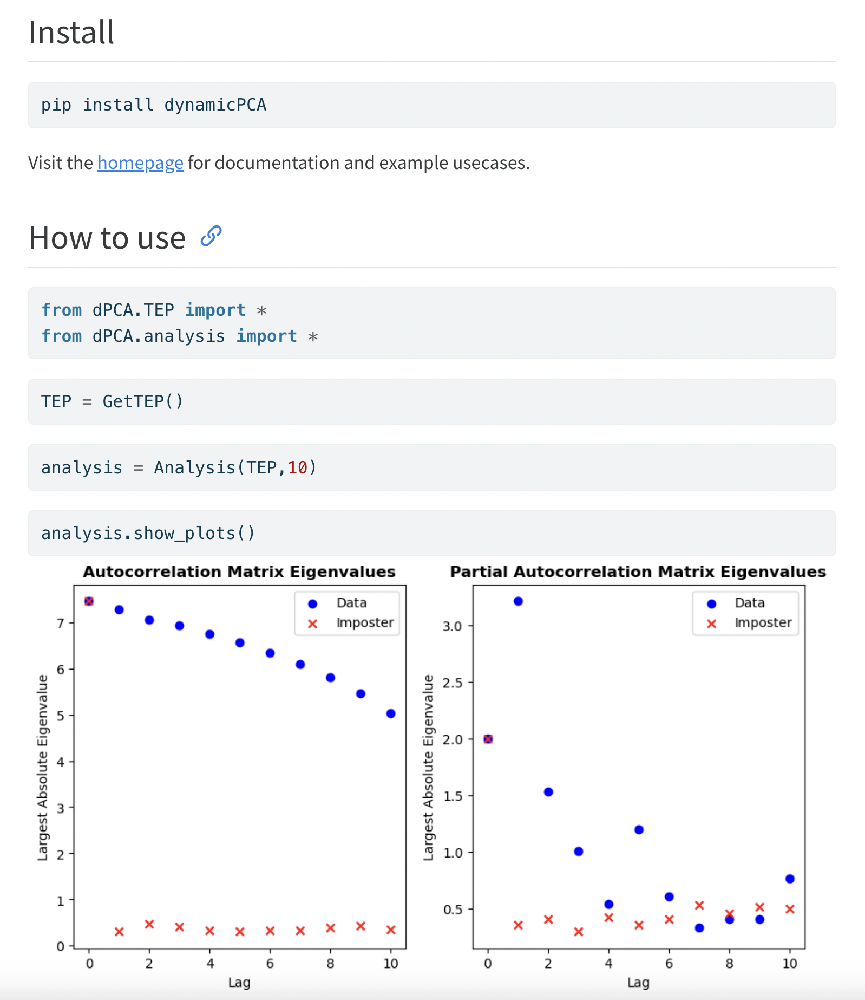 Install
pip install dynamicPCA
Visit the homepage for documentation and example usecases.
How to use
from dPCA.TEP import *
from dPCA.analysis import *
TEP = GetTEP()
analysis = Analysis(TEP,10)
analysis.show_plots()
Autocorrelation Matrix Eigenvalues
Data
Imposter
7
6
5
4
3
2
1
0
Largest Absolute Eigenvalue
0 2 4 6 8 10
Lag
Partial Autocorrelation Matrix Eigenvalues
Data
Imposter
3.0
2.5
2.0
1.5
1.0
0.5
Largest Absolute Eigenvalue
0 2 4 6 8 10
Lag